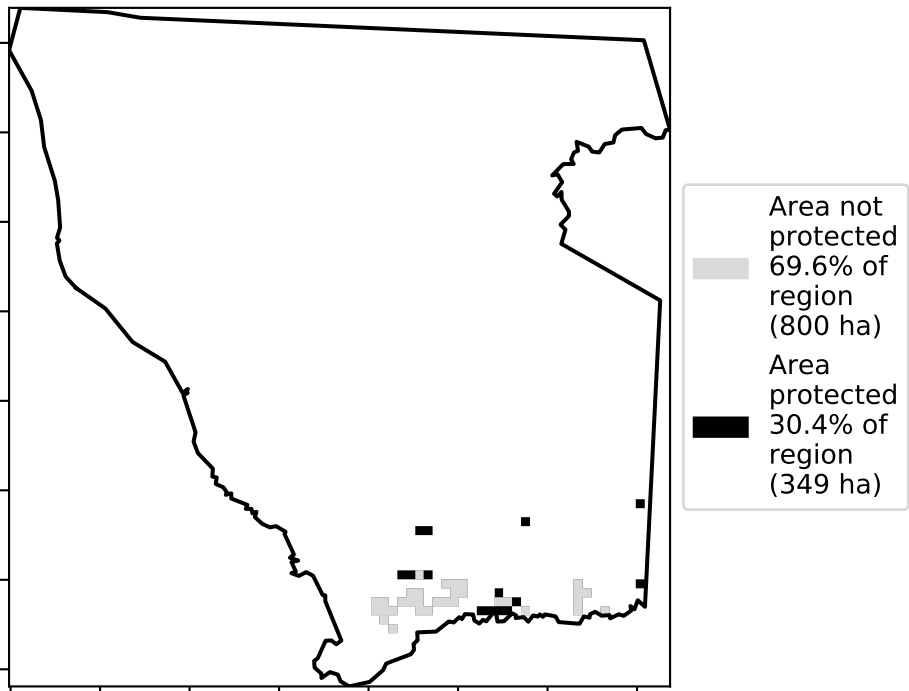 Area not
protected
69.6% of
region
(800 ha)
Area
protected
30.4% of
region
(349 ha)